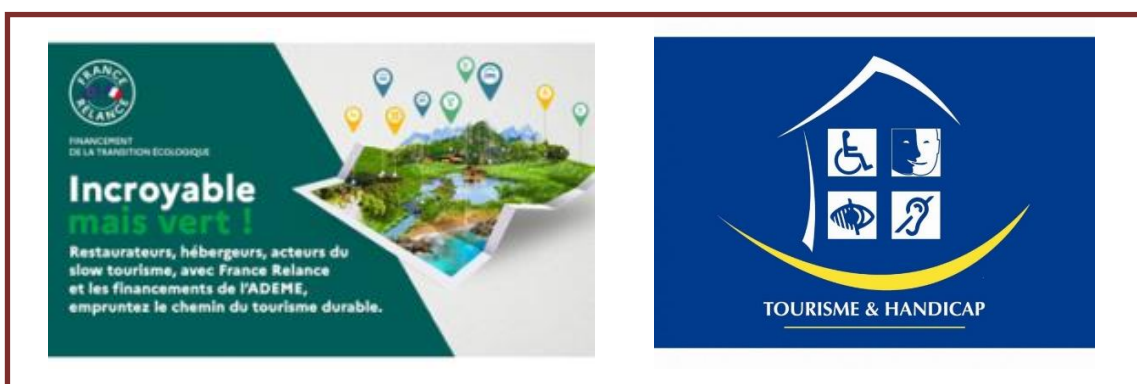 FRANCE
RELANCE
FINANCEMENT
DE LA TRANSITION ÉCOLOGIQUE
Incroyable
mais vert !
Restaurateurs, hébergeurs, acteurs du
slow tourisme, avec France Relance
et les financements de l'ADEME,
empruntez le chemin du tourisme durable.
TOURISME & HANDICAP